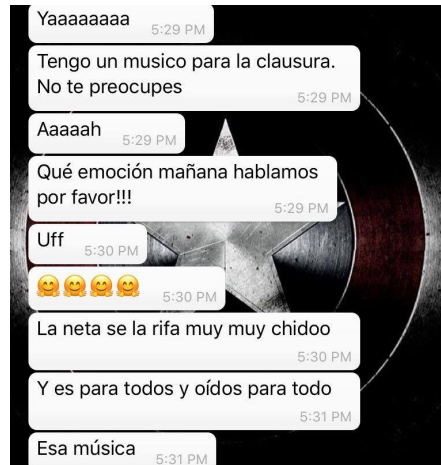 Yaaaaaaaa
5:29 PM
Tengo un musico para la clausura.
No te preocupes
5:29 PM
Aaaaah
5:29 PM
Qué emoción mañana hablamos
por favor!!!
5:29 PM
Uff
5:30 PM
🤗🤗🤗🤗
5:30 PM
La neta se la rifa muy muy chidoo
5:30 PM
Y es para todos y oídos para todo
5:31 PM
Esa música
5:31 PM